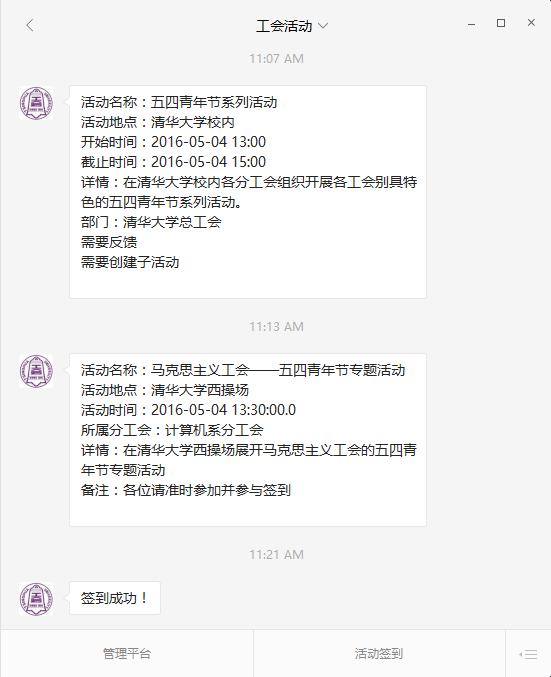 工会活动
11:07 AM
活动名称：五四青年节系列活动
活动地点：清华大学校内
开始时间：2016-05-04 13:00
截止时间：2016-05-04 15:00
详情：在清华大学校内各分工会组织开展各工会别具特
色的五四青年节系列活动。
部门：清华大学总工会
需要反馈
需要创建子活动
11:13 AM
活动名称：马克思主义工会——五四青年节专题活动
活动地点：清华大学西操场
活动时间：2016-05-04 13:30:00.0
所属分工会：计算机系分工会
详情：在清华大学西操场展开马克思主义工会的五四青
年节专题活动
备注：各位请准时参加并参与签到
11:21 AM
签到成功！
管理平台
活动签到